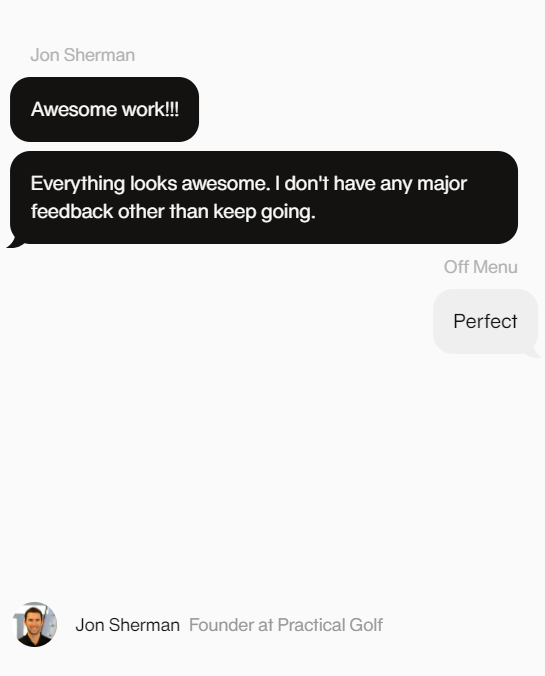 Jon Sherman
Awesome work!!!
Everything looks awesome. I don't have any major
feedback other than keep going.
Off Menu
Perfect
Jon Sherman Founder at Practical Golf